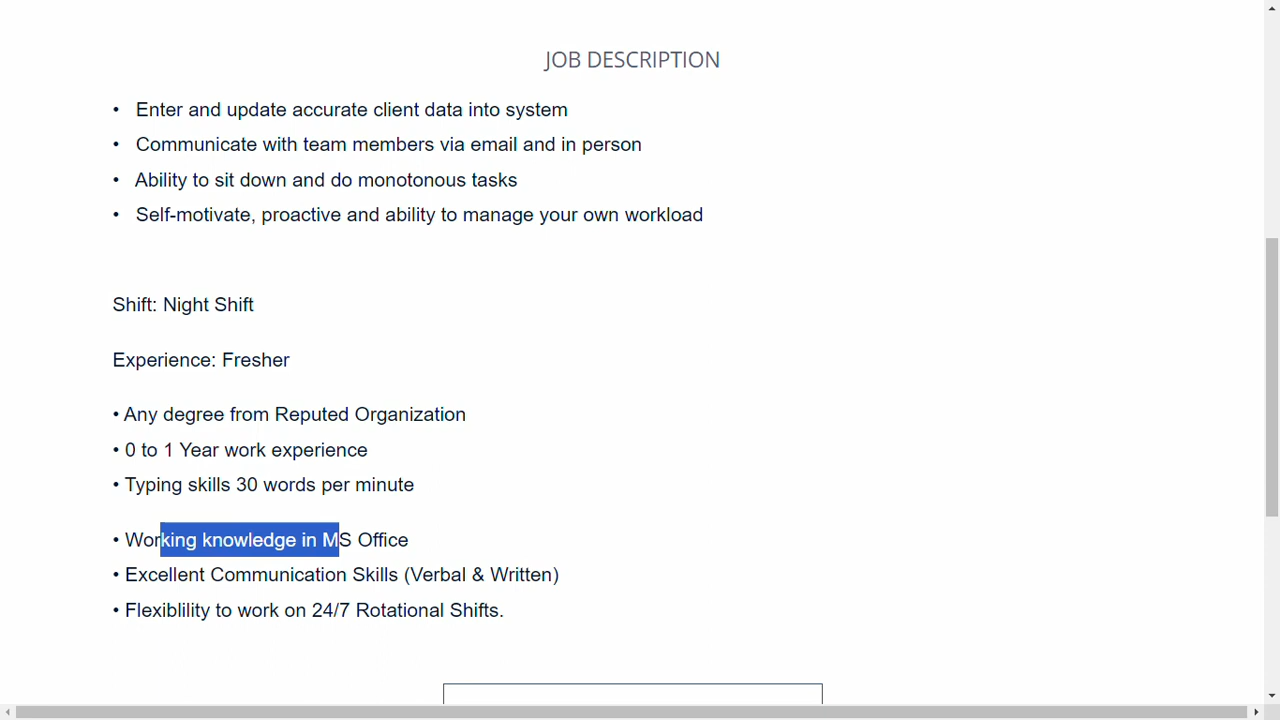 JOB DESCRIPTION
• Enter and update accurate client data into system
• Communicate with team members via email and in person
• Ability to sit down and do monotonous tasks
• Self-motivate, proactive and ability to manage your own workload
Shift: Night Shift
Experience: Fresher
• Any degree from Reputed Organization
• 0 to 1 Year work experience
• Typing skills 30 words per minute
• Working knowledge in MS Office
• Excellent Communication Skills (Verbal & Written)
• Flexiblility to work on 24/7 Rotational Shifts.